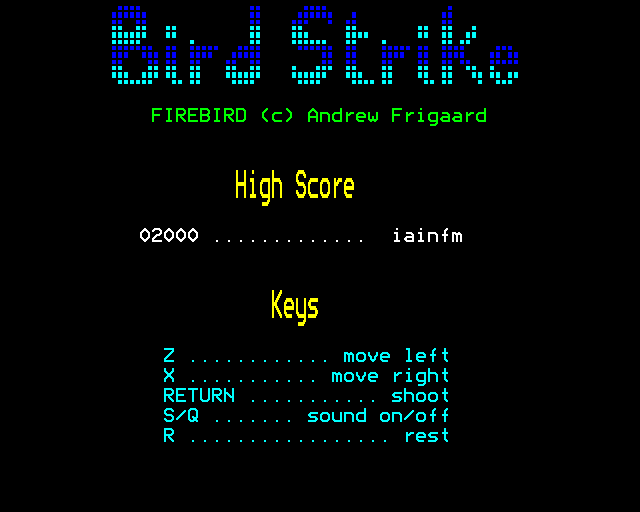 Bird Strike
FIREBIRD (c) Andrew Frigaard
High Score
02000 ............. iainfm
Keys
Z ............ move left
X ........... move right
RETURN ........... shoot
S/Q ....... sound on/off
R ................. rest